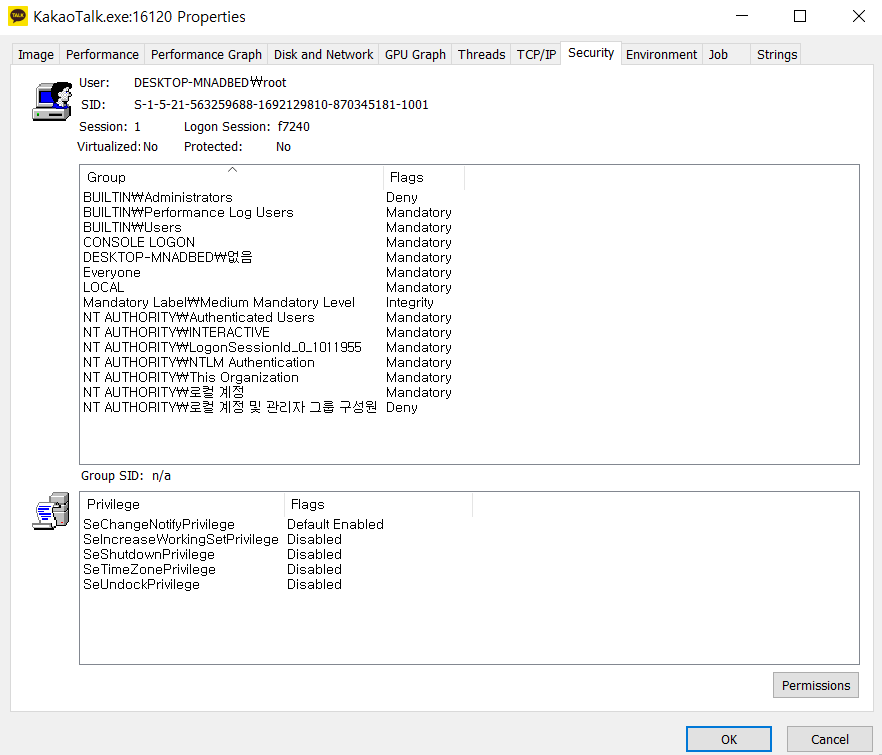 TALK
KakaoTalk.exe:16120 Properties
Image Performance Performance Graph Disk and Network GPU Graph Threads TCP/IP Security Environment Job Strings
User: DESKTOP-MNADBED₩root
SID: S-1-5-21-563259688-1692129810-870345181-1001
Session: 1 Logon Session: f7240
Virtualized: No Protected: No
Group Flags
BUILTIN₩Administrators Deny
BUILTIN₩Performance Log Users Mandatory
BUILTIN₩Users Mandatory
CONSOLE LOGON Mandatory
DESKTOP-MNADBED₩없음 Mandatory
Everyone Mandatory
LOCAL Mandatory
Mandatory Label₩Medium Mandatory Level Integrity
NT AUTHORITY₩Authenticated Users Mandatory
NT AUTHORITY₩INTERACTIVE Mandatory
NT AUTHORITY₩LogonSessionId_0_1011955 Mandatory
NT AUTHORITY₩NTLM Authentication Mandatory
NT AUTHORITY₩This Organization Mandatory
NT AUTHORITY₩로컬 계정 Mandatory
NT AUTHORITY₩로컬 계정 및 관리자 그룹 구성원 Deny
Group SID: n/a
Privilege Flags
SeChangeNotifyPrivilege Default Enabled
SeIncreaseWorkingSetPrivilege Disabled
SeShutdownPrivilege Disabled
SeTimeZonePrivilege Disabled
SeUndockPrivilege Disabled
Permissions
OK Cancel